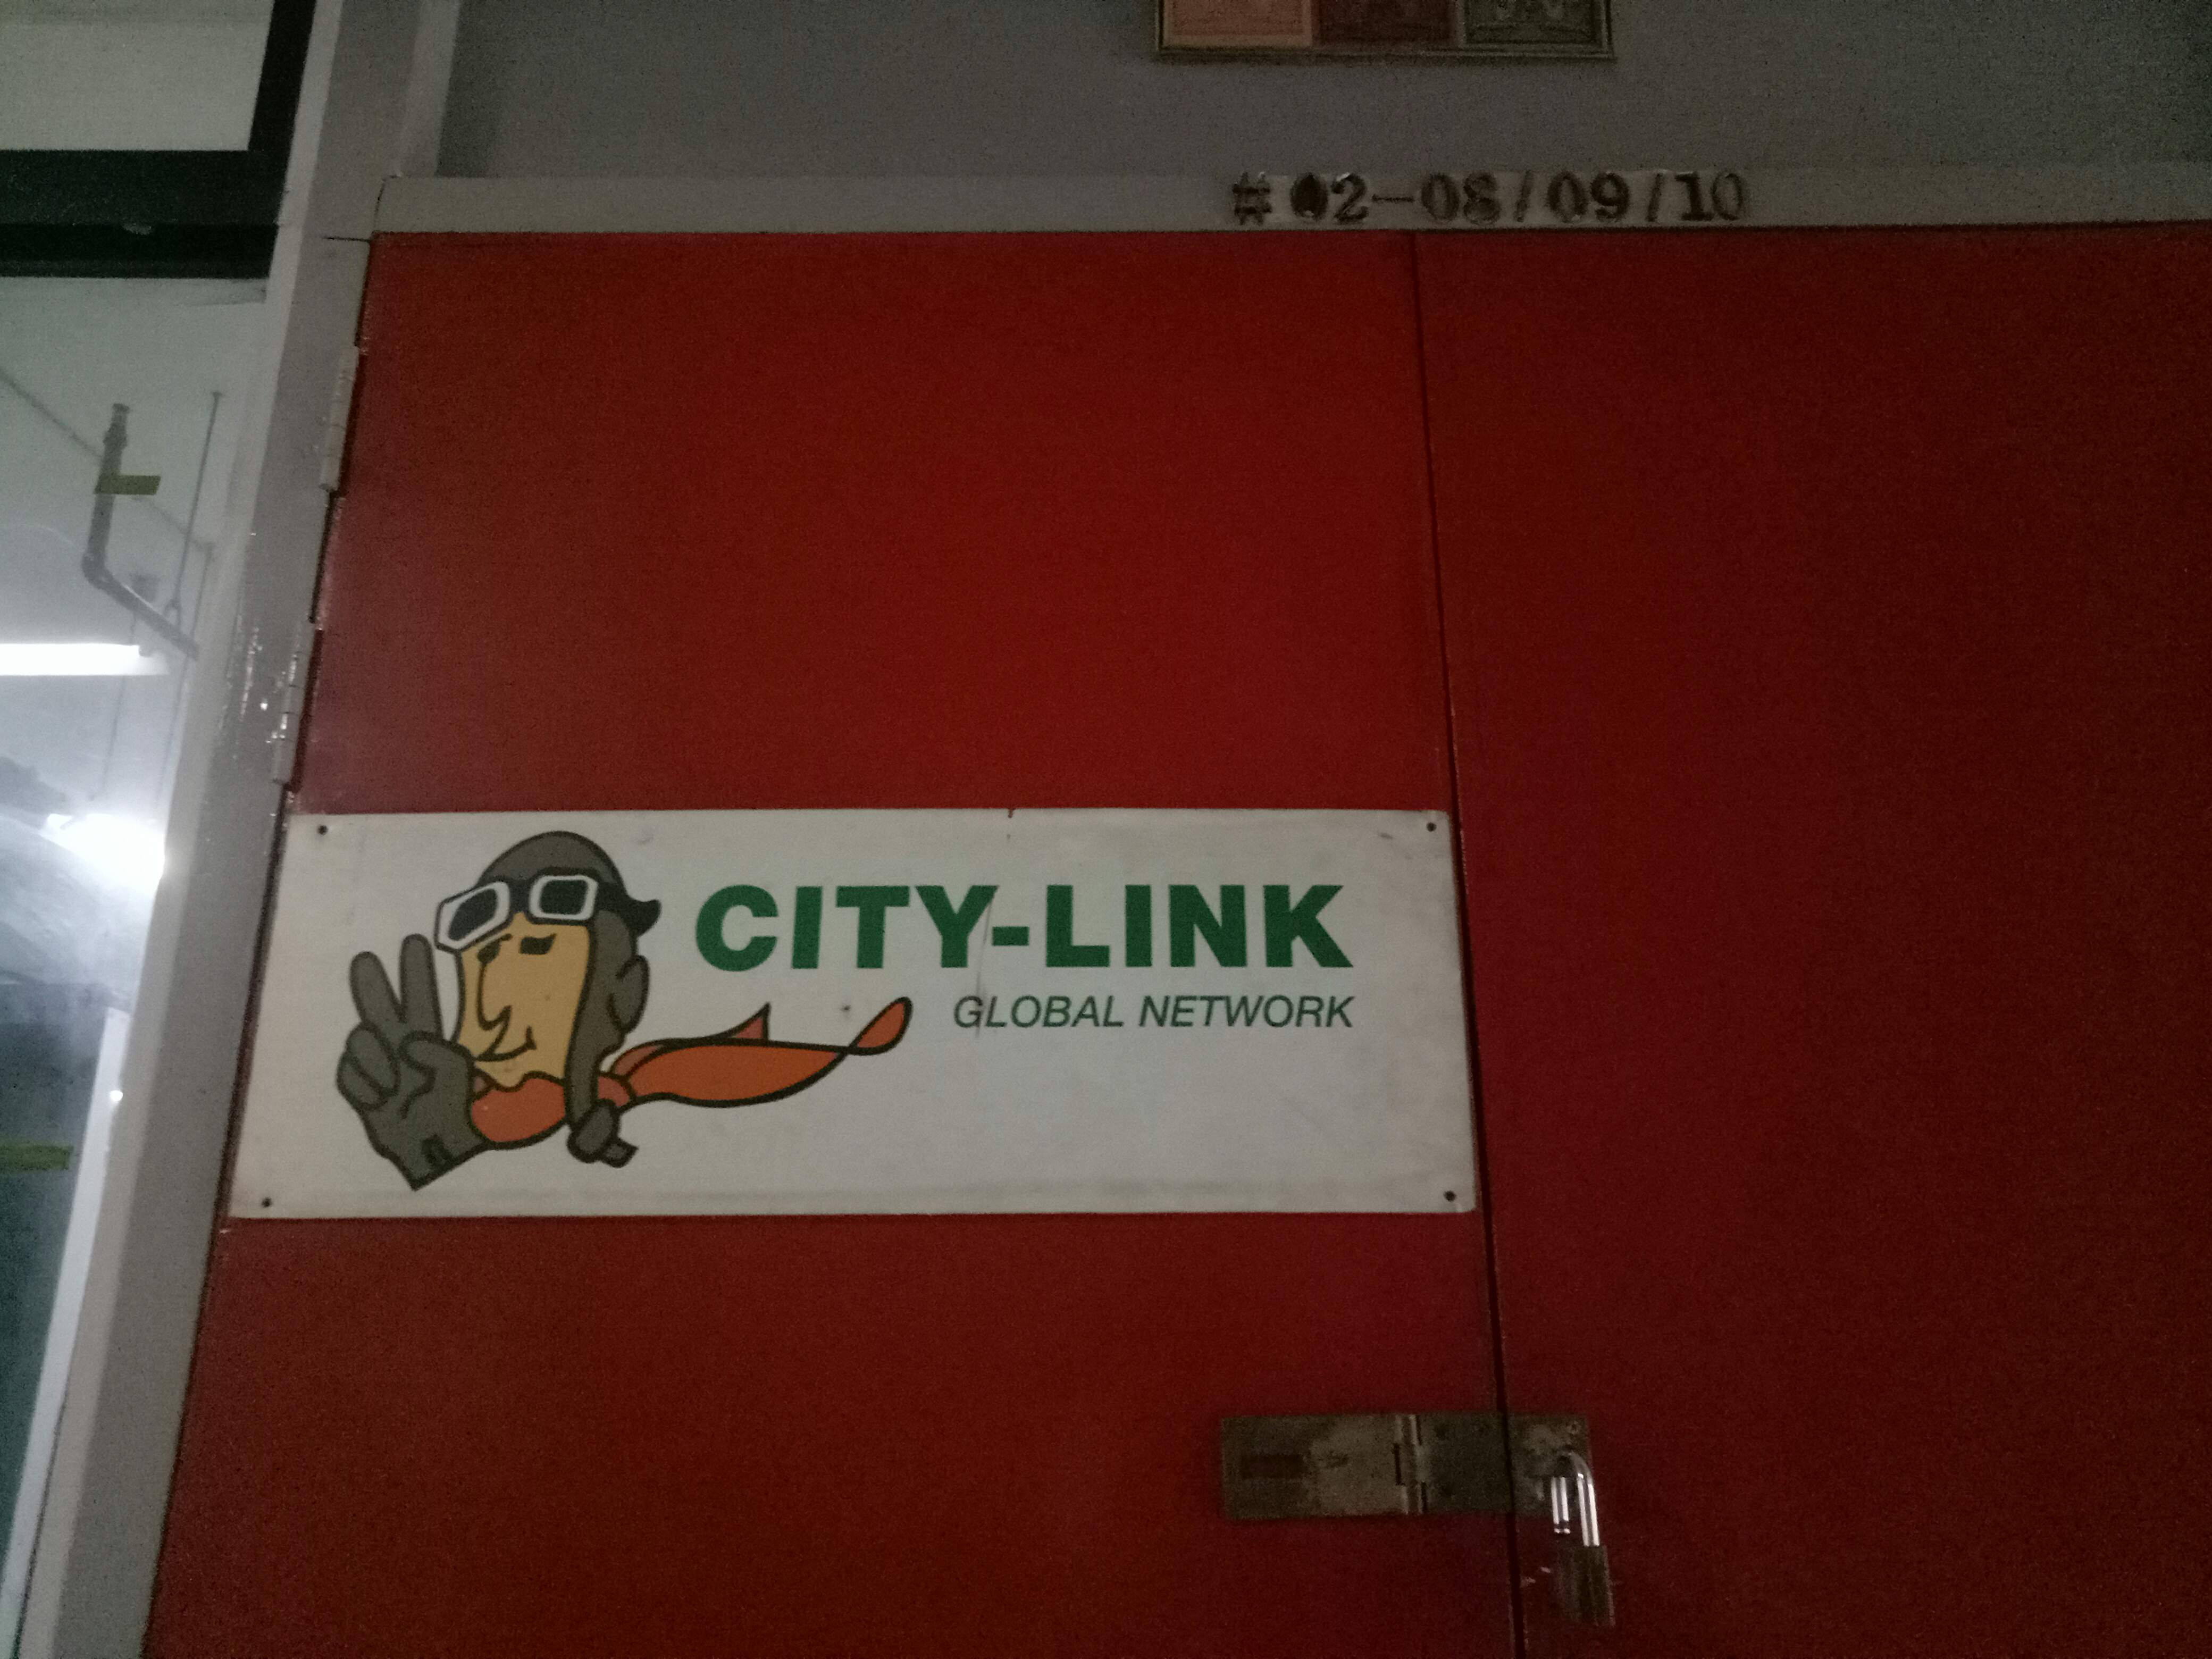 # 02-08/09/10
CITY-LINK
GLOBAL NETWORK